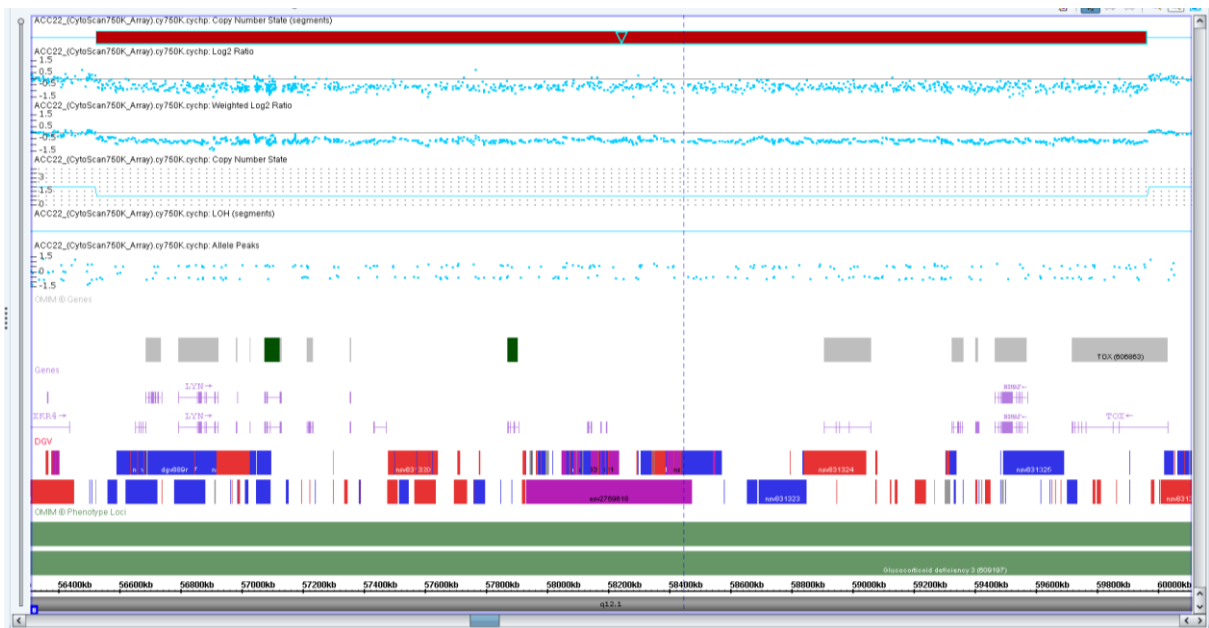 ACC22_(CytoScan750K_Array).cy750K.cychp: Copy Number State (segments)
ACC22_(CytoScan750K_Array).cy750K.cychp: Log2 Ratio
1.5
0.5
-0.5
-1.5
ACC22_(CytoScan750K_Array).cy750K.cychp: Weighted Log2 Ratio
1.5
0.5
-0.5
-1.5
ACC22_(CytoScan750K_Array).cy750K.cychp: Copy Number State
3
1.5
0
ACC22_(CytoScan750K_Array).cy750K.cychp: LOH (segments)
ACC22_(CytoScan750K_Array).cy750K.cychp: Allele Peaks
1.5
0
-1.5
OMIM ® Genes
TOX (606863)
Genes
LYN→
XKR4→ LYN→ TOX←
DGV
nsv831324 nsv831325
nsv831323
OMIM ® Phenotype Loci
Glucocorticoid deficiency 3 (609197)
56400kb 56600kb 56800kb 57000kb 57200kb 57400kb 57600kb 57800kb 58000kb 58200kb 58400kb 58600kb 58800kb 59000kb 59200kb 59400kb 59600kb 59800kb 60000kb
q12.1